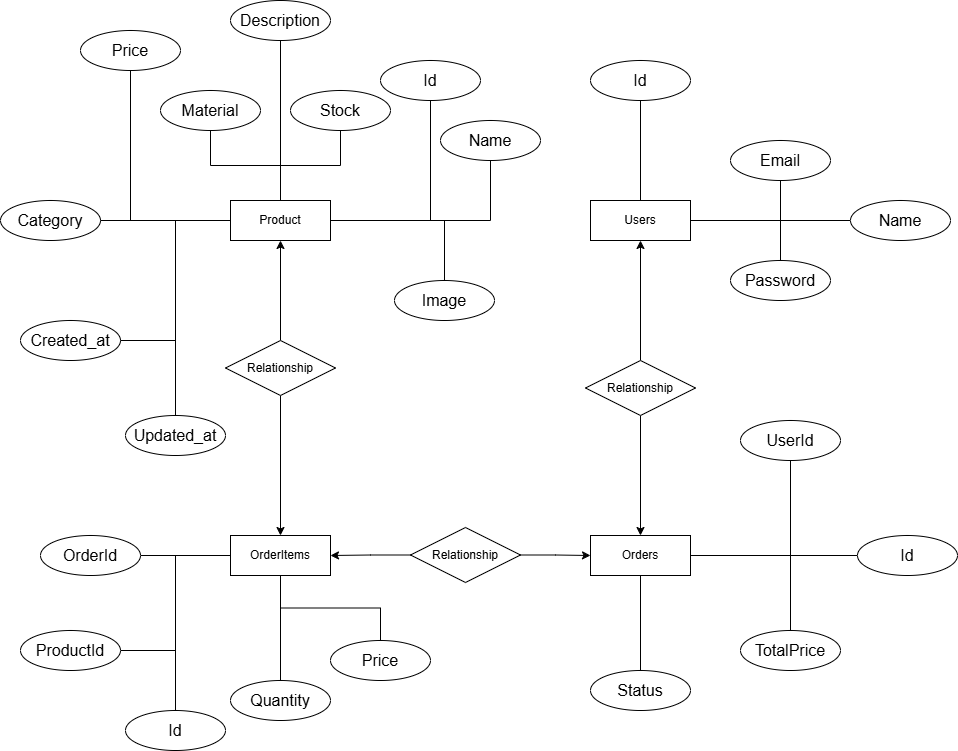 Description
Price
Id
Id
Material
Stock
Name
Email
Category
Product
Users
Name
Password
Image
Created_at
Relationship
Relationship
Updated_at
UserId
OrderId
OrderItems
Relationship
Orders
Id
ProductId
Price
TotalPrice
Quantity
Status
Id